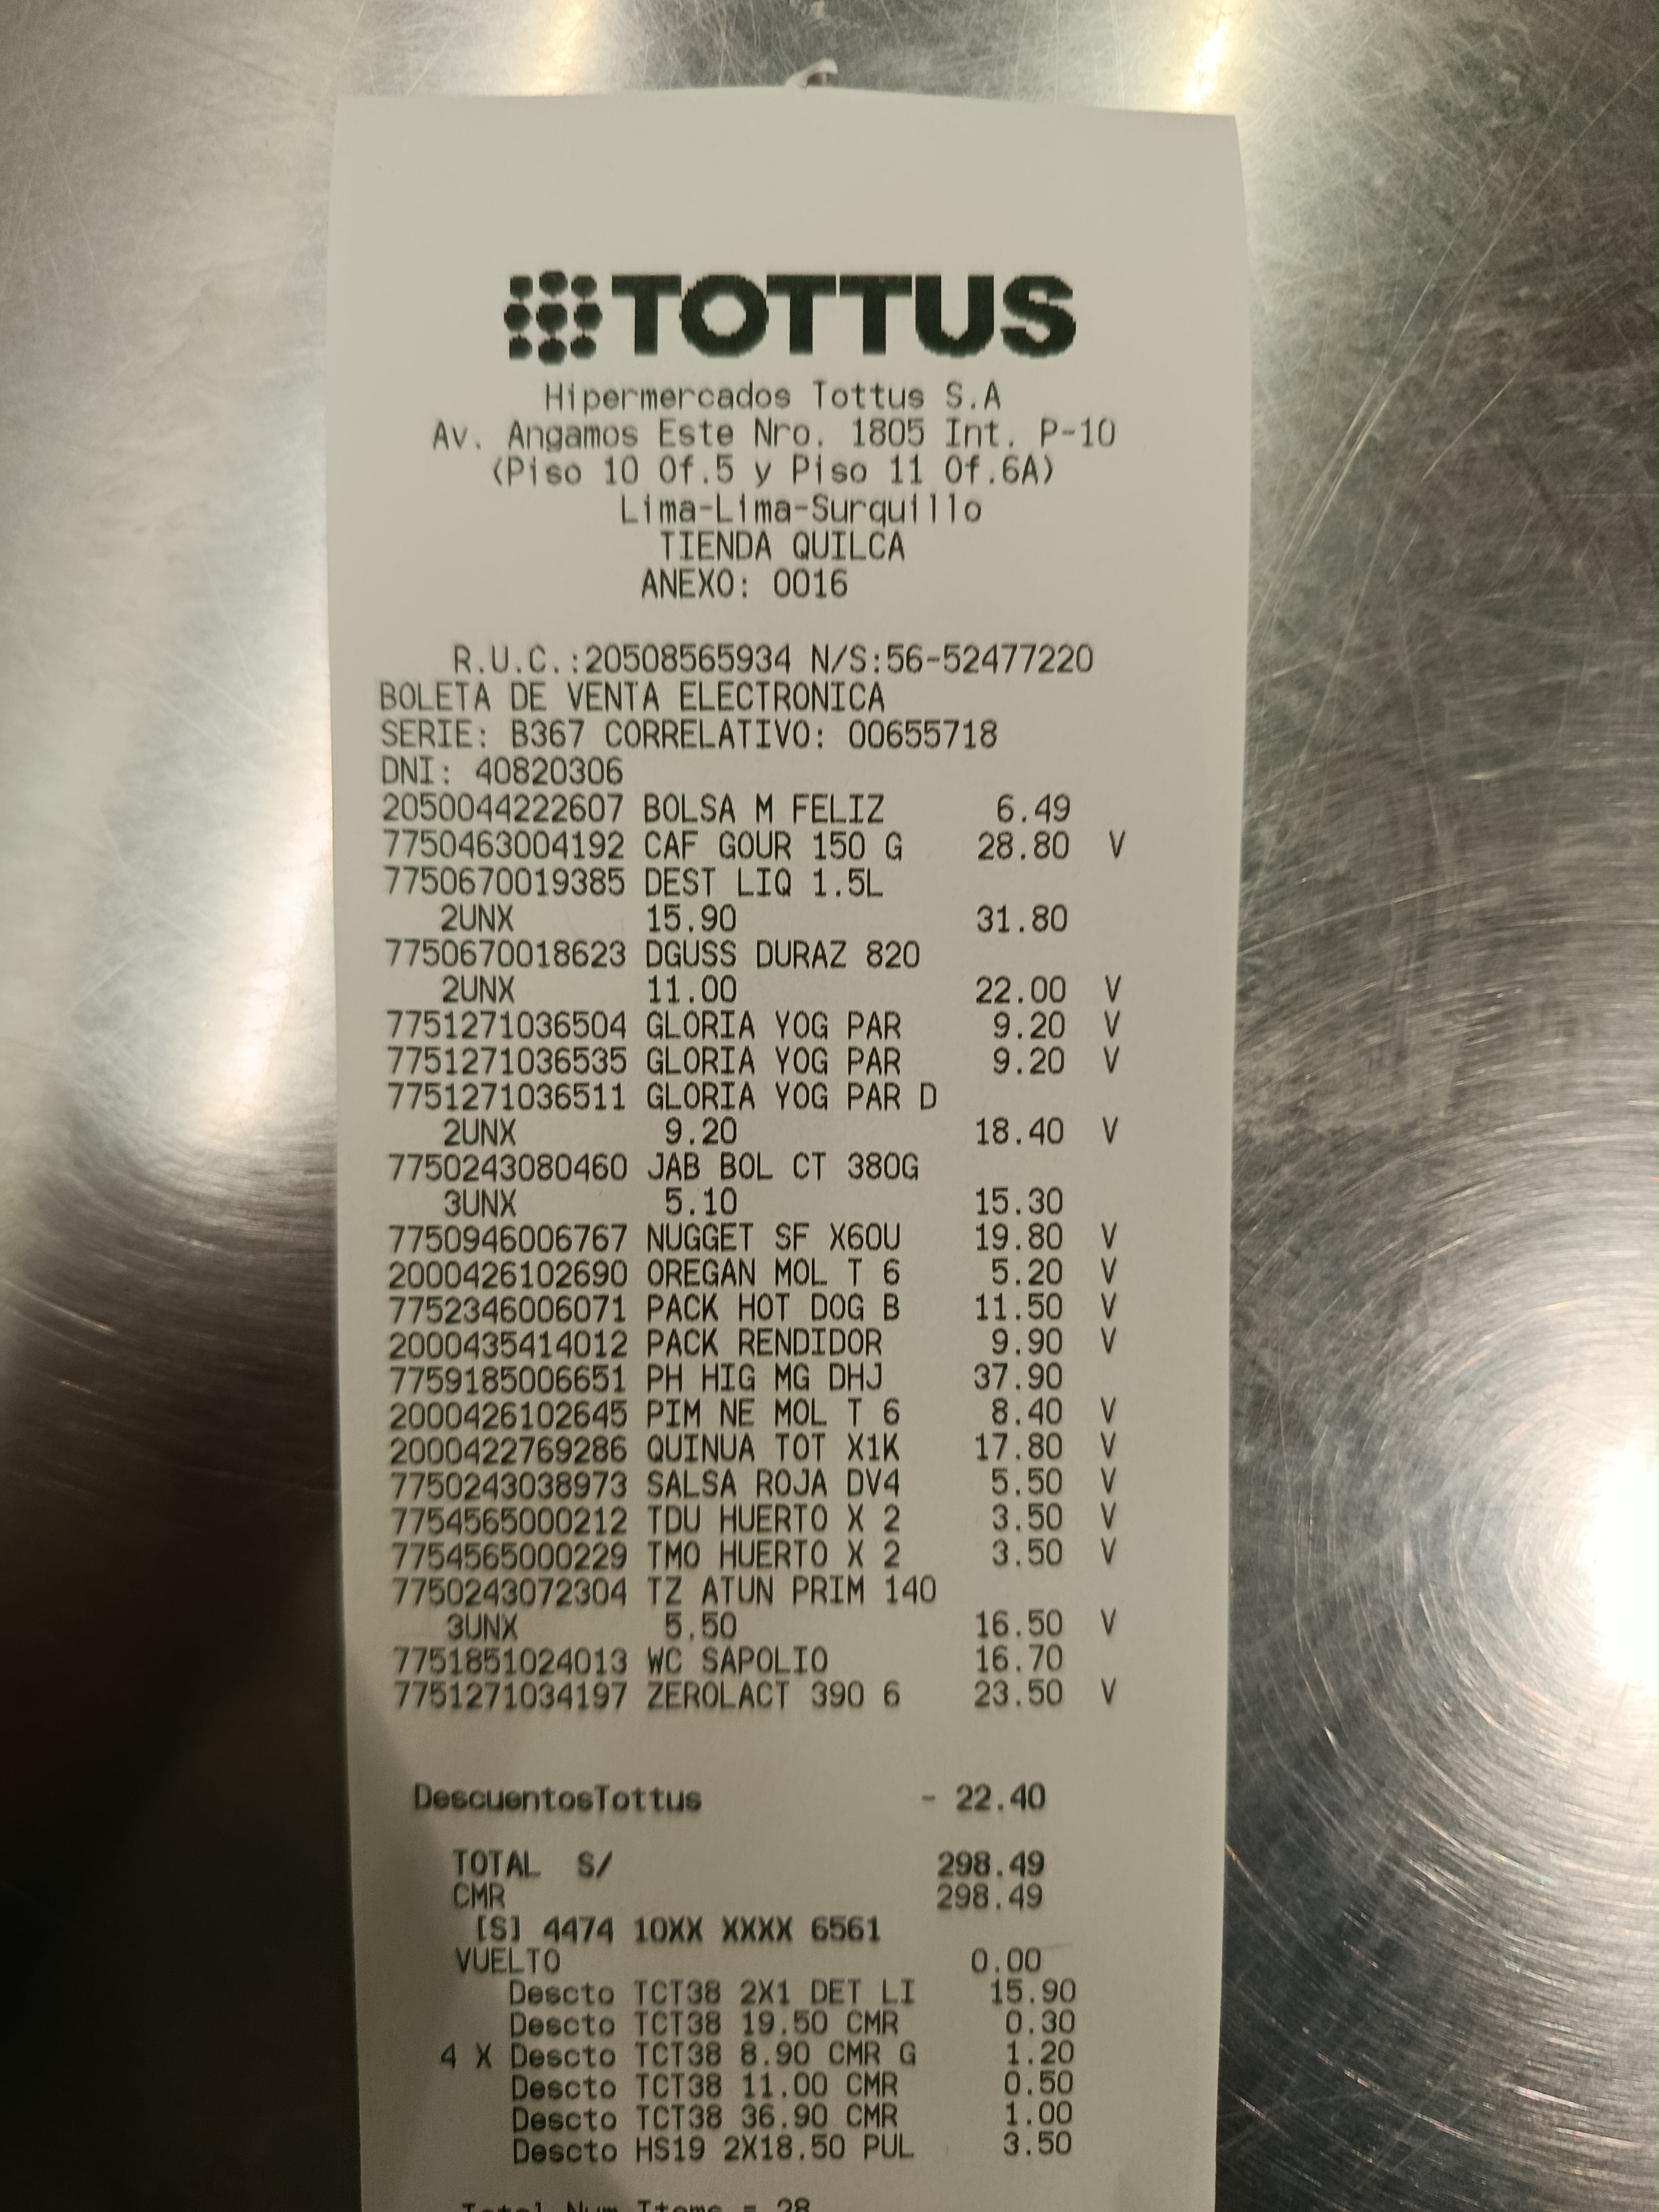 TOTTUS
Hipermercados Tottus S.A
Av. Angamos Este Nro. 1805 Int. P-10
(Piso 10 Of.5 y Piso 11 Of.6A)
Lima-Lima-Surquillo
TIENDA QUILCA
ANEXO: 0016
R.U.C.:20508565934 N/S:56-52477220
BOLETA DE VENTA ELECTRONICA
SERIE: B367 CORRELATIVO: 00655718
DNI: 40820306
2050044222607 BOLSA M FELIZ 6.49
7750463004192 CAF GOUR 150 G 28.80 V
7750670019385 DEST LIQ 1.5L
2UNX 15.90 31.80
7750670018623 DGUSS DURAZ 820
2UNX 11.00 22.00 V
7751271036504 GLORIA YOG PAR 9.20 V
7751271036535 GLORIA YOG PAR 9.20 V
7751271036511 GLORIA YOG PAR D
2UNX 9.20 18.40 V
7750243080460 JAB BOL CT 380G
3UNX 5.10 15.30
7750946006767 NUGGET SF X60U 19.80 V
2000426102690 OREGAN MOL T 6 5.20 V
7752346006071 PACK HOT DOG B 11.50 V
2000435414012 PACK RENDIDOR 9.90 V
7759185006651 PH HIG MG DHJ 37.90
2000426102645 PIM NE MOL T 6 8.40 V
2000422769286 QUINUA TOT X1K 17.80 V
7750243038973 SALSA ROJA DV4 5.50 V
7754565000212 TDU HUERTO X 2 3.50 V
7754565000229 TMO HUERTO X 2 3.50 V
7750243072304 TZ ATUN PRIM 140
3UNX 5.50 16.50 V
7751851024013 WC SAPOLIO 16.70
7751271034197 ZEROLACT 390 6 23.50 V
DescuentosTottus - 22.40
TOTAL S/ 298.49
CMR 298.49
[S] 4474 10XX XXXX 6561
VUELTO 0.00
Descto TCT38 2X1 DET LI 15.90
Descto TCT38 19.50 CMR 0.30
4 X Descto TCT38 8.90 CMR G 1.20
Descto TCT38 11.00 CMR 0.50
Descto TCT38 36.90 CMR 1.00
Descto HS19 2X18.50 PUL 3.50
Total Num Items = 28